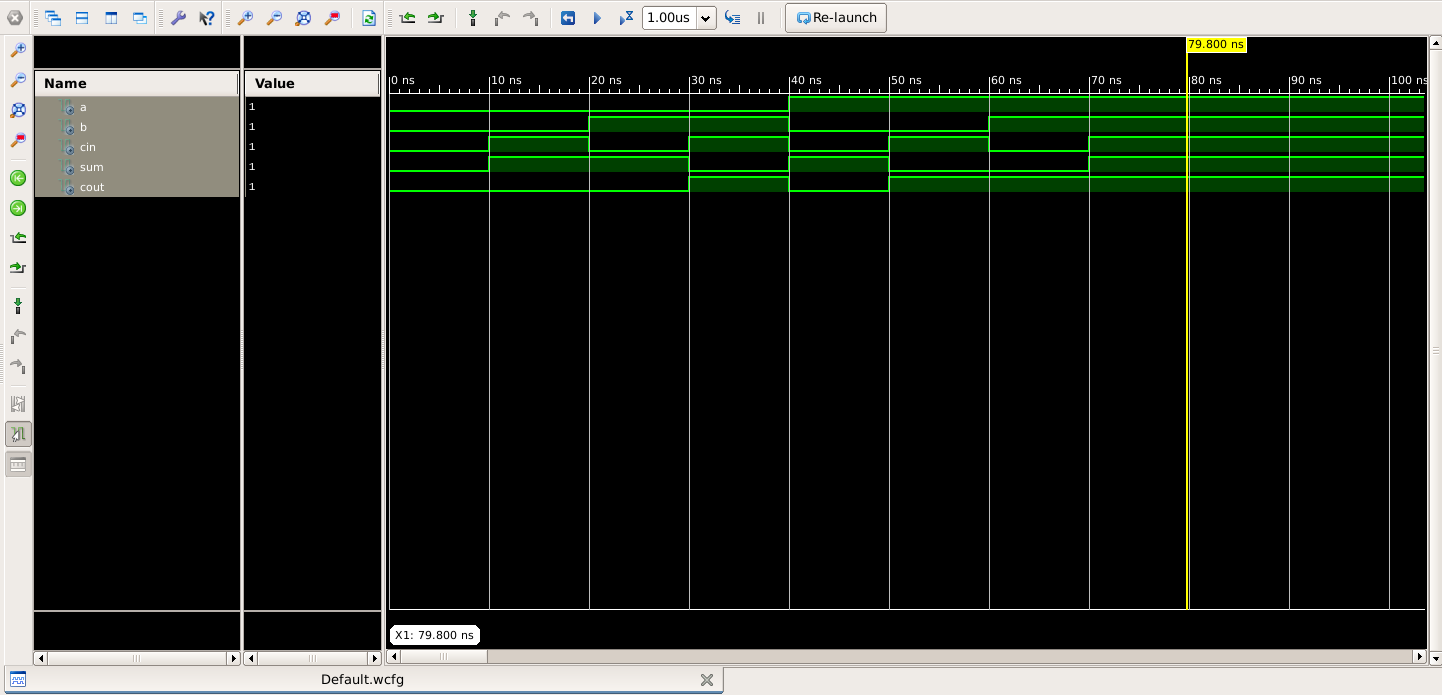 1.00us
Re-launch
79.800 ns
Name
Value
0 ns
10 ns
20 ns
30 ns
40 ns
50 ns
60 ns
70 ns
80 ns
90 ns
100 ns
a
1
b
1
cin
1
sum
1
cout
1
X1: 79.800 ns
Default.wcfg